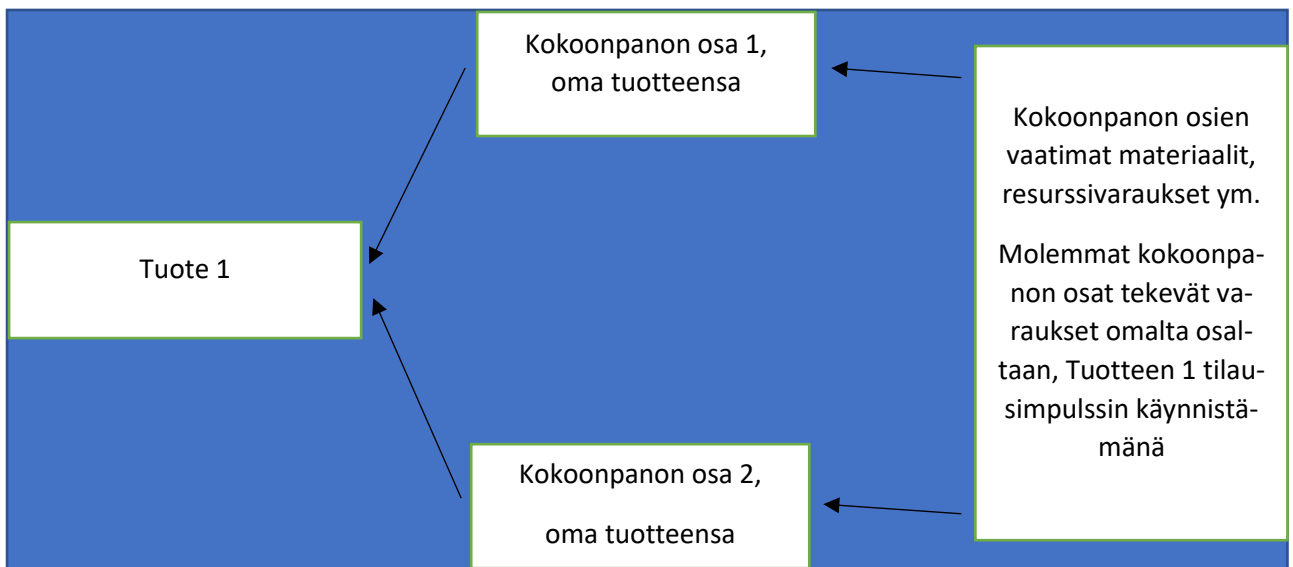 Kokoonpanon osa 1,
oma tuotteensa
Kokoonpanon osien
vaatimat materiaalit,
resurssivaraukset ym.
Molemmat kokoonpa-
non osat tekevät va-
raukset omalta osal-
taan, Tuotteen 1 tilau-
simpulssin käynnistä-
mänä
Tuote 1
Kokoonpanon osa 2,
oma tuotteensa